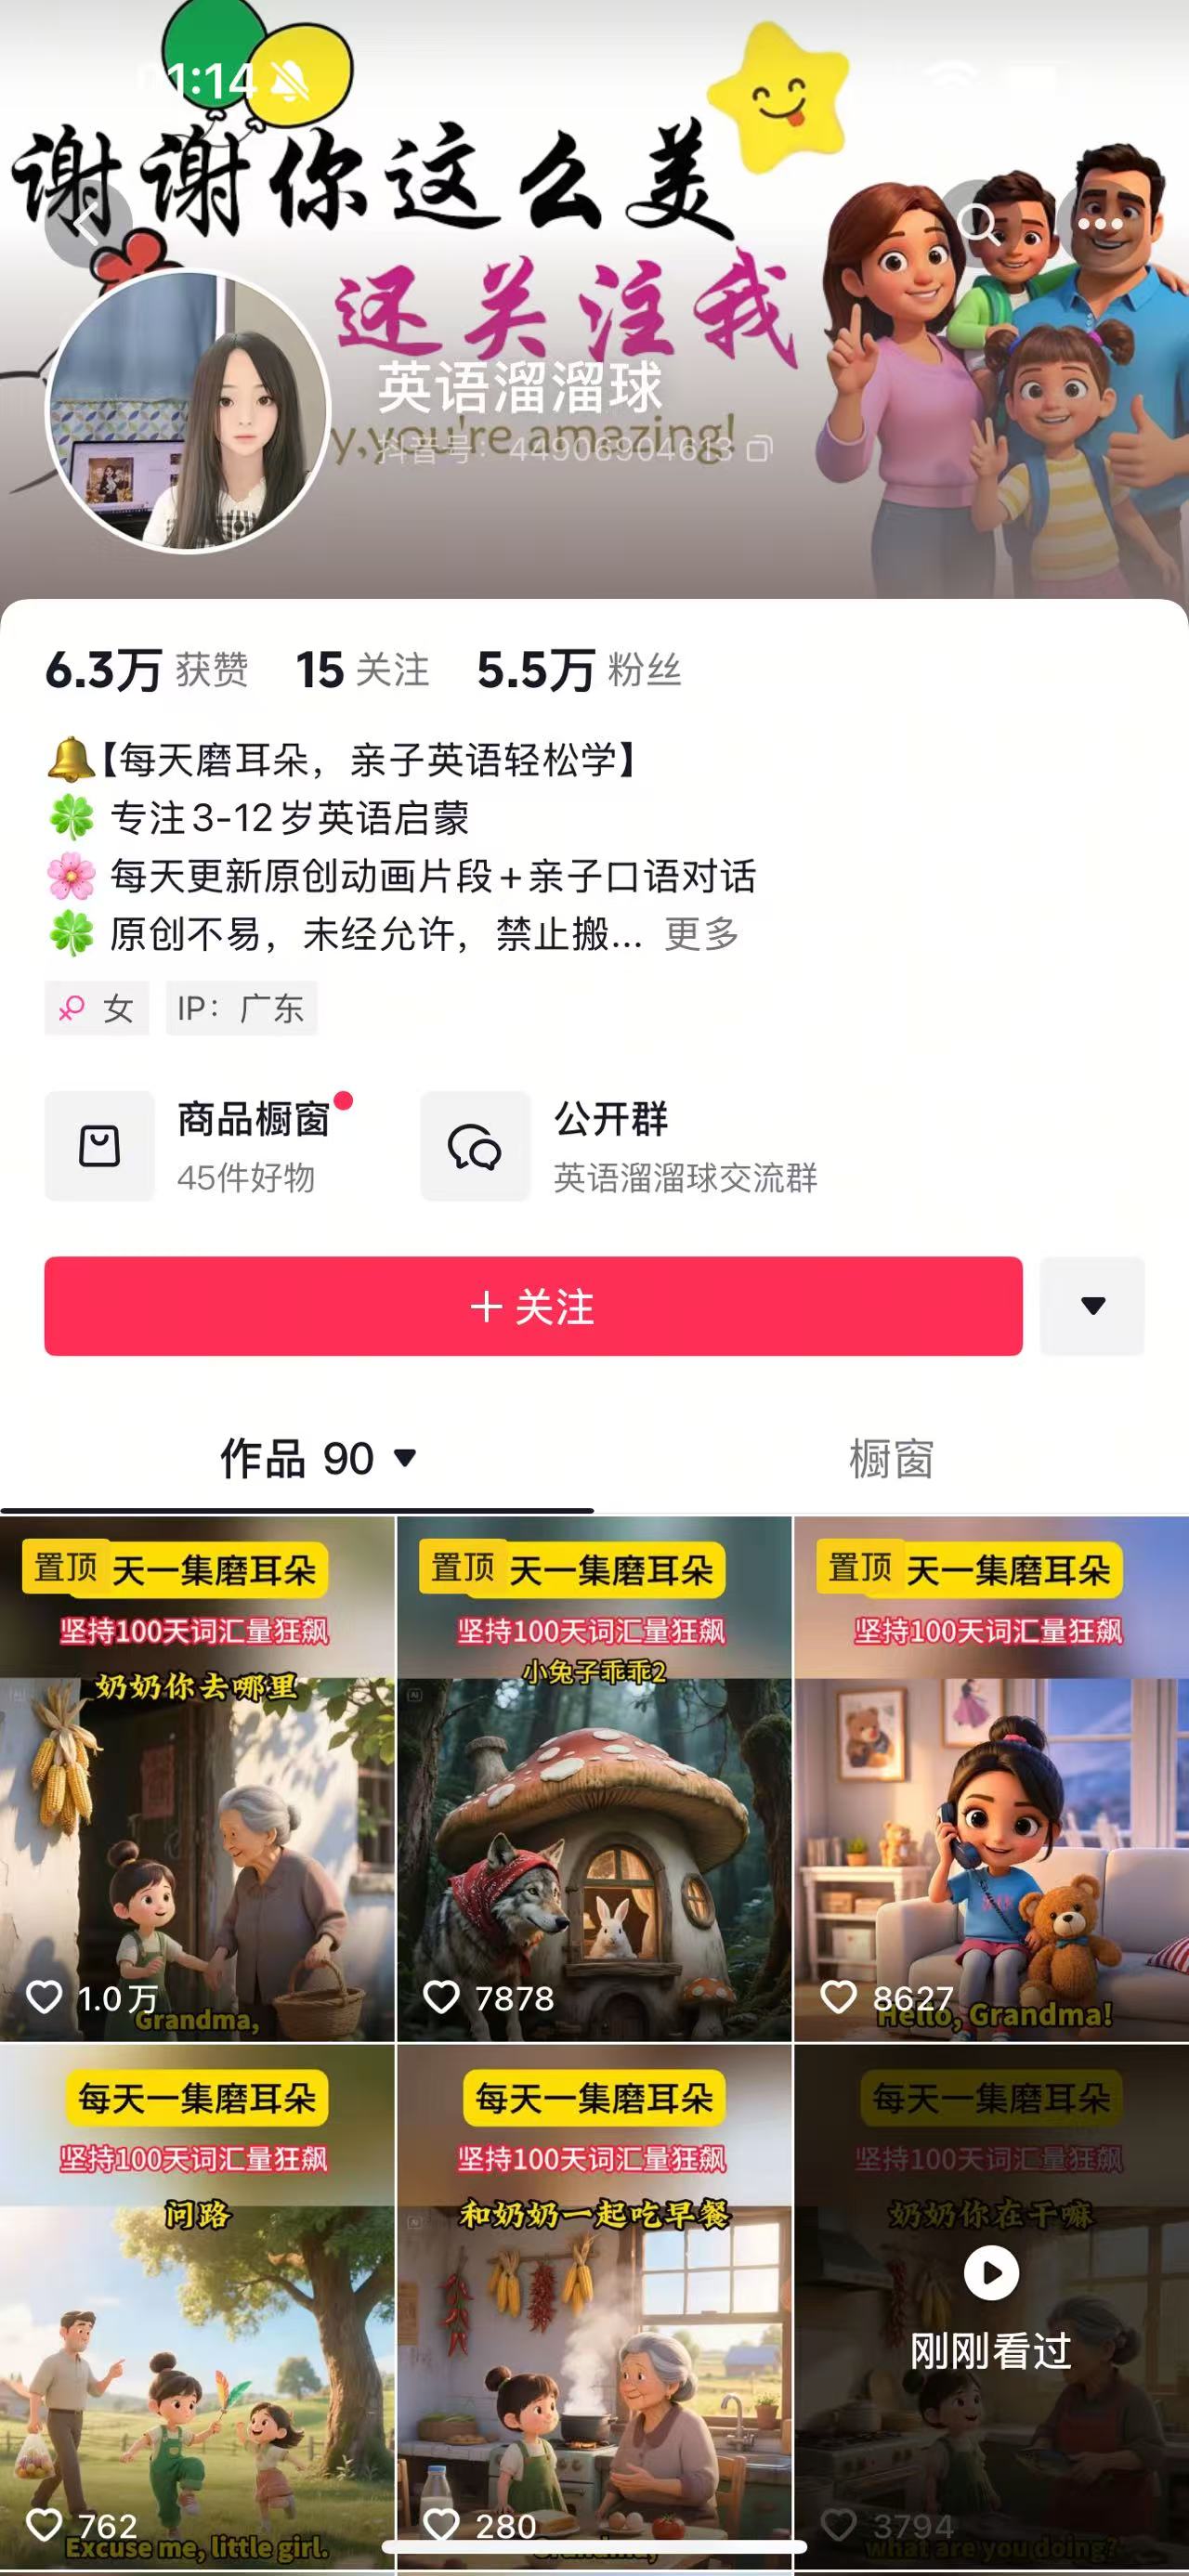 01:14
谢谢你这么美
还关注我
英语溜溜球
y,you're amazing!
抖音号：44906904613
6.3万 获赞 15 关注 5.5万 粉丝
【每天磨耳朵，亲子英语轻松学】
专注3-12岁英语启蒙
每天更新原创动画片段+亲子口语对话
原创不易，未经允许，禁止搬... 更多
女 IP：广东
商品橱窗 公开群
45件好物 英语溜溜球交流群
+ 关注
作品 90 橱窗
置顶 天一集磨耳朵
坚持100天词汇量狂飙
奶奶你去哪里
1.0万
Grandma,
置顶 天一集磨耳朵
坚持100天词汇量狂飙
小兔子乖乖2
7878
置顶 天一集磨耳朵
坚持100天词汇量狂飙
8627
Hello, Grandma!
每天一集磨耳朵
坚持100天词汇量狂飙
问路
762
Excuse me, little girl.
每天一集磨耳朵
坚持100天词汇量狂飙
和奶奶一起吃早餐
280
Grandma,
每天一集磨耳朵
坚持100天词汇量狂飙
奶奶你在干嘛
刚刚看过
3794
what are you doing?